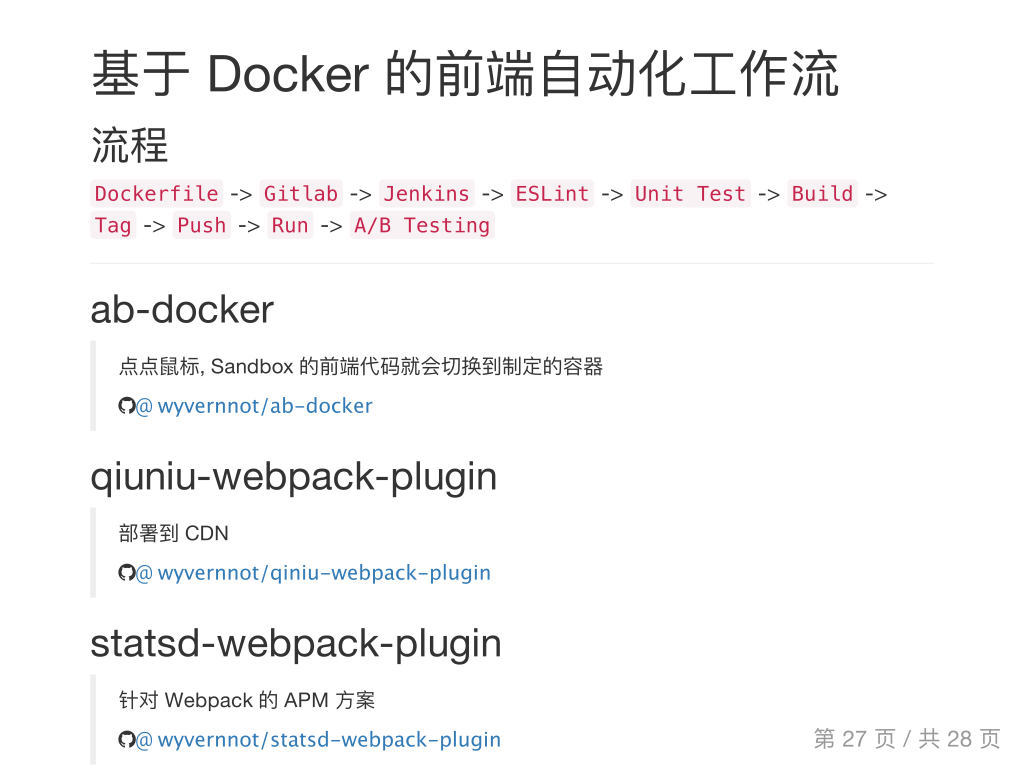 基于 Docker 的前端自动化工作流
流程
Dockerfile -> Gitlab -> Jenkins -> ESLint -> Unit Test -> Build ->
Tag -> Push -> Run -> A/B Testing
ab-docker
点点鼠标, Sandbox 的前端代码就会切换到制定的容器
@ wyvernnot/ab-docker
qiuniu-webpack-plugin
部署到 CDN
@ wyvernnot/qiniu-webpack-plugin
statsd-webpack-plugin
针对 Webpack 的 APM 方案
@ wyvernnot/statsd-webpack-plugin
第 27 页 / 共 28 页